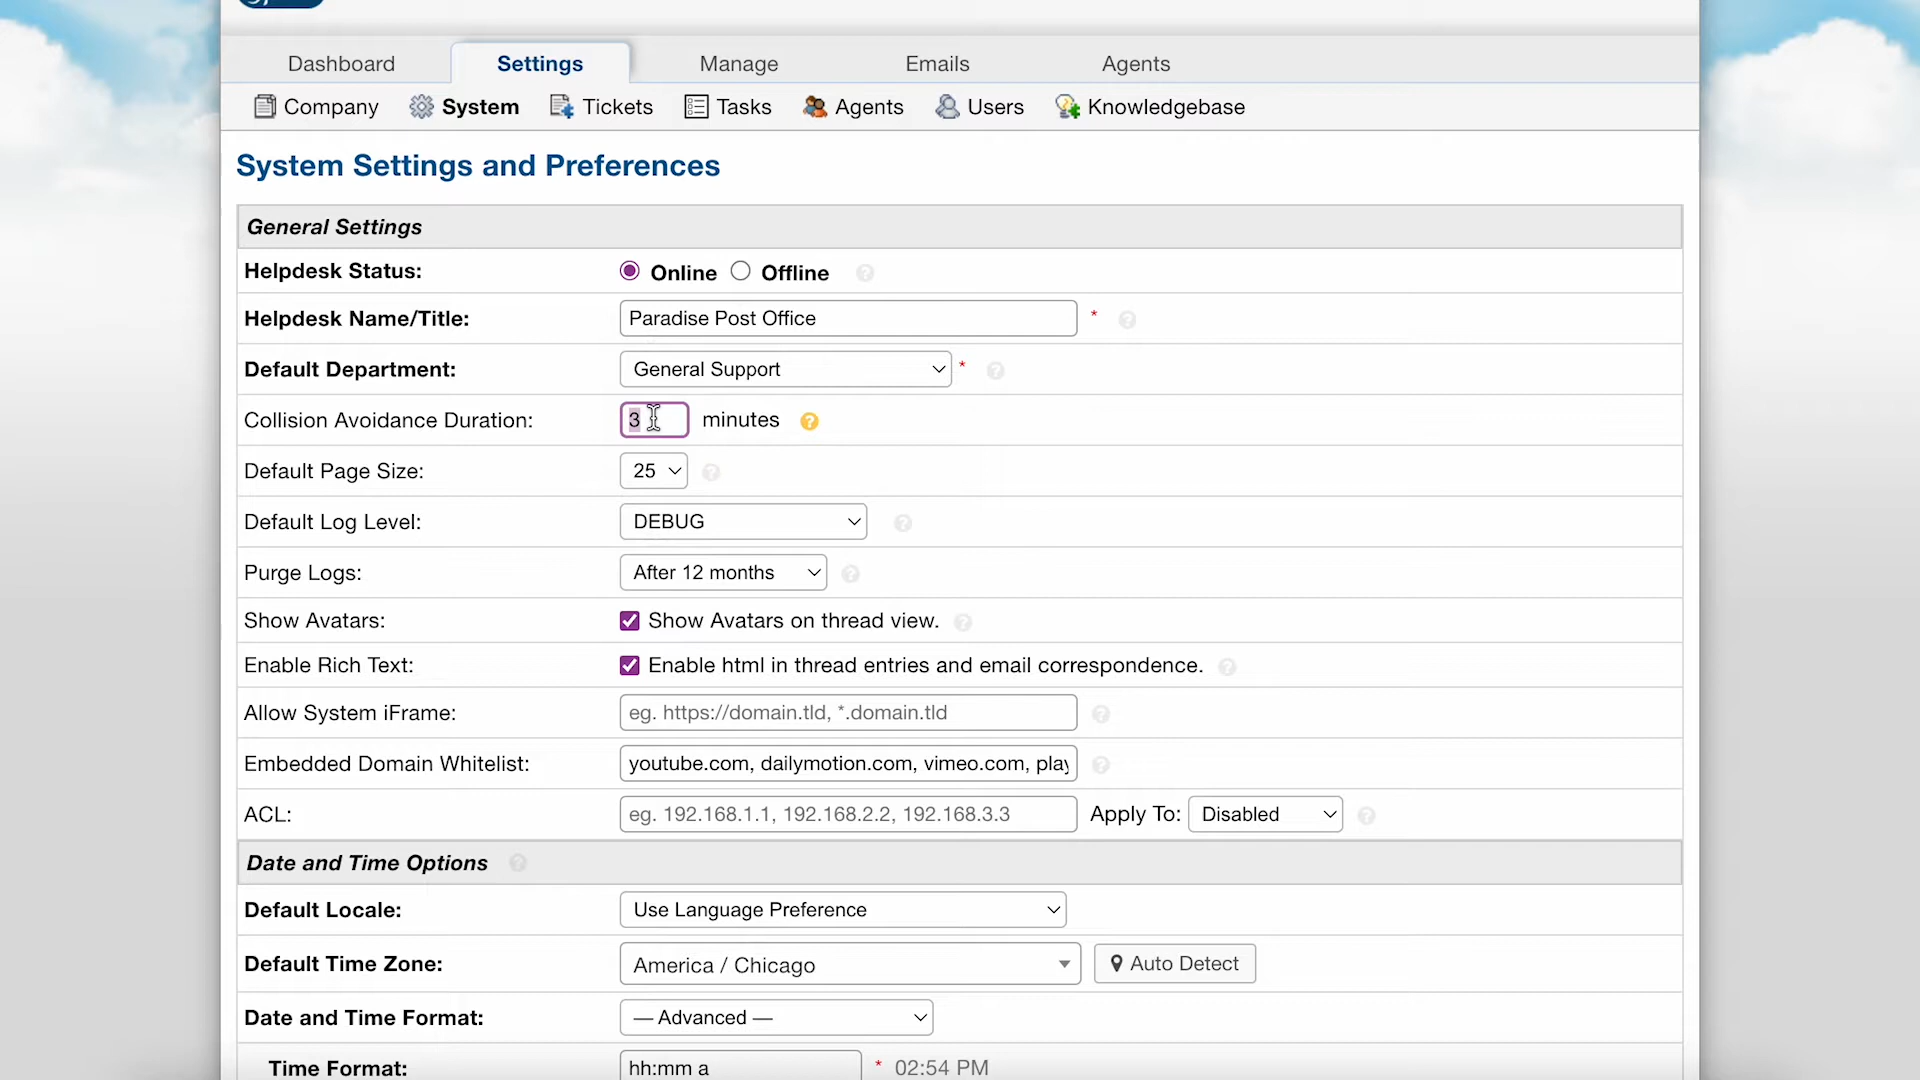 Dashboard Settings Manage Emails Agents
Company System Tickets Tasks Agents Users Knowledgebase
System Settings and Preferences
General Settings
Helpdesk Status: Online Offline ?
Helpdesk Name/Title: Paradise Post Office * ?
Default Department: General Support * ?
Collision Avoidance Duration: 3 minutes ?
Default Page Size: 25 ?
Default Log Level: DEBUG ?
Purge Logs: After 12 months ?
Show Avatars: Show Avatars on thread view. ?
Enable Rich Text: Enable html in thread entries and email correspondence. ?
Allow System iFrame: eg. https://domain.tld, *.domain.tld ?
Embedded Domain Whitelist: youtube.com, dailymotion.com, vimeo.com, play ?
ACL: eg. 192.168.1.1, 192.168.2.2, 192.168.3.3 Apply To: Disabled ?
Date and Time Options ?
Default Locale: Use Language Preference
Default Time Zone: America / Chicago Auto Detect
Date and Time Format: — Advanced —
Time Format: hh:mm a * 02:54 PM